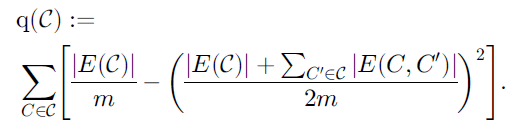 q(𝒞) :=
∑_{C∈𝒞} [ |E(𝒞)| / m − ( ( |E(𝒞)| + ∑_{C′∈𝒞} |E(C, C′)| ) / 2m )² ] .